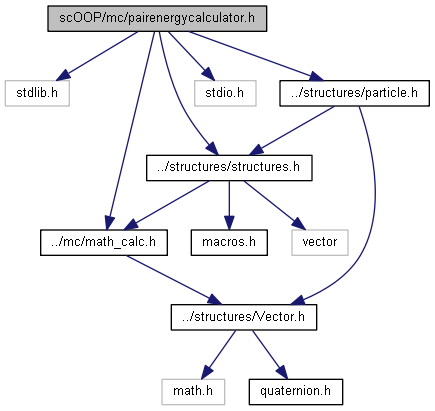 scOOP/mc/pairenergycalculator.h
stdlib.h
stdio.h
../structures/particle.h
../structures/structures.h
../mc/math_calc.h
macros.h
vector
../structures/Vector.h
math.h
quaternion.h